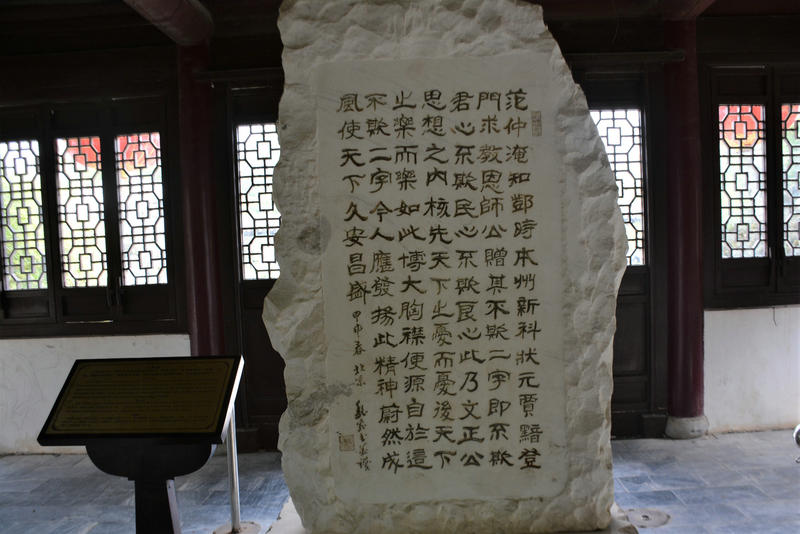 范仲淹知鄧時本州新科狀元賈黯登
門求教恩師公贈其不欺二字即不欺
君心不欺民心不欺良心此乃文正公
思想之內核先天下之憂而憂後天下
之樂而樂如此博大胸襟使源自於這
不欺二字令人應發揚此精神蔚然成
風使天下久安昌盛 甲申春 北京